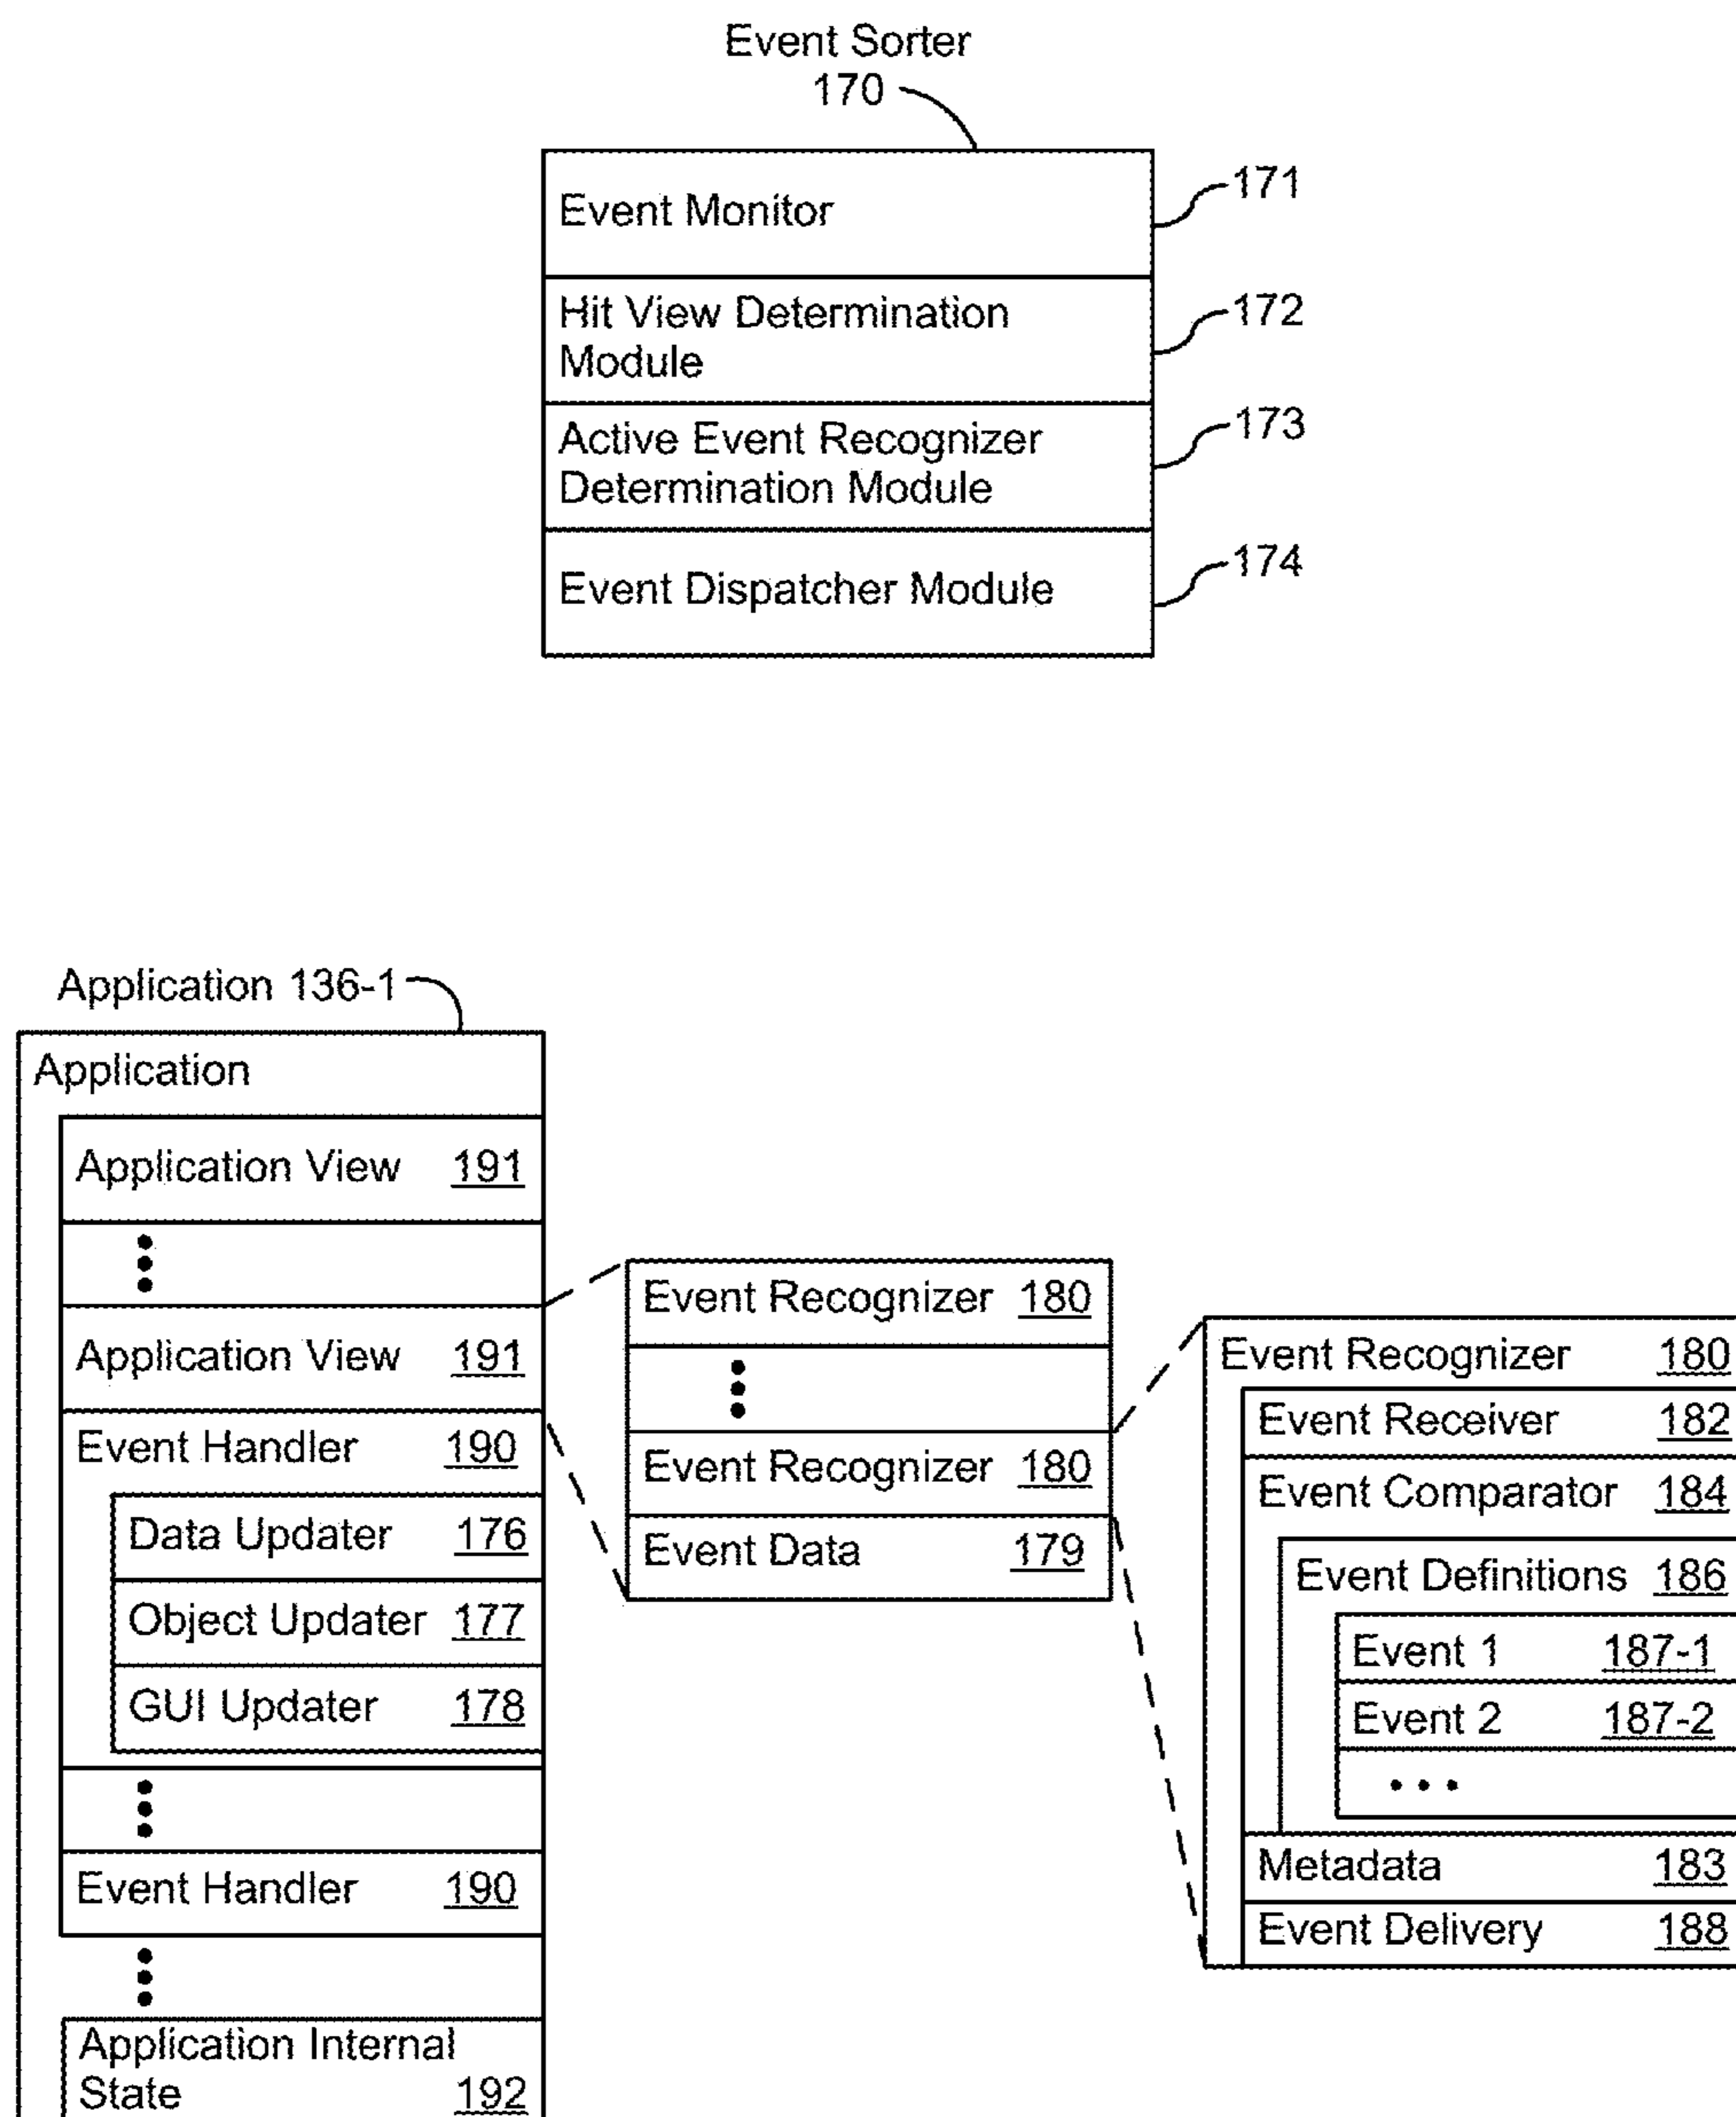 Event Sorter
170
Event Monitor
171
Hit View Determination
Module
172
Active Event Recognizer
Determination Module
173
Event Dispatcher Module
174
Application 136-1
Application
Application View 191
Application View 191
Event Handler 190
Data Updater 176
Object Updater 177
GUI Updater 178
Event Handler 190
Application Internal
State 192
Event Recognizer 180
Event Recognizer 180
Event Data 179
Event Recognizer 180
Event Receiver 182
Event Comparator 184
Event Definitions 186
Event 1 187-1
Event 2 187-2
• • •
Metadata 183
Event Delivery 188